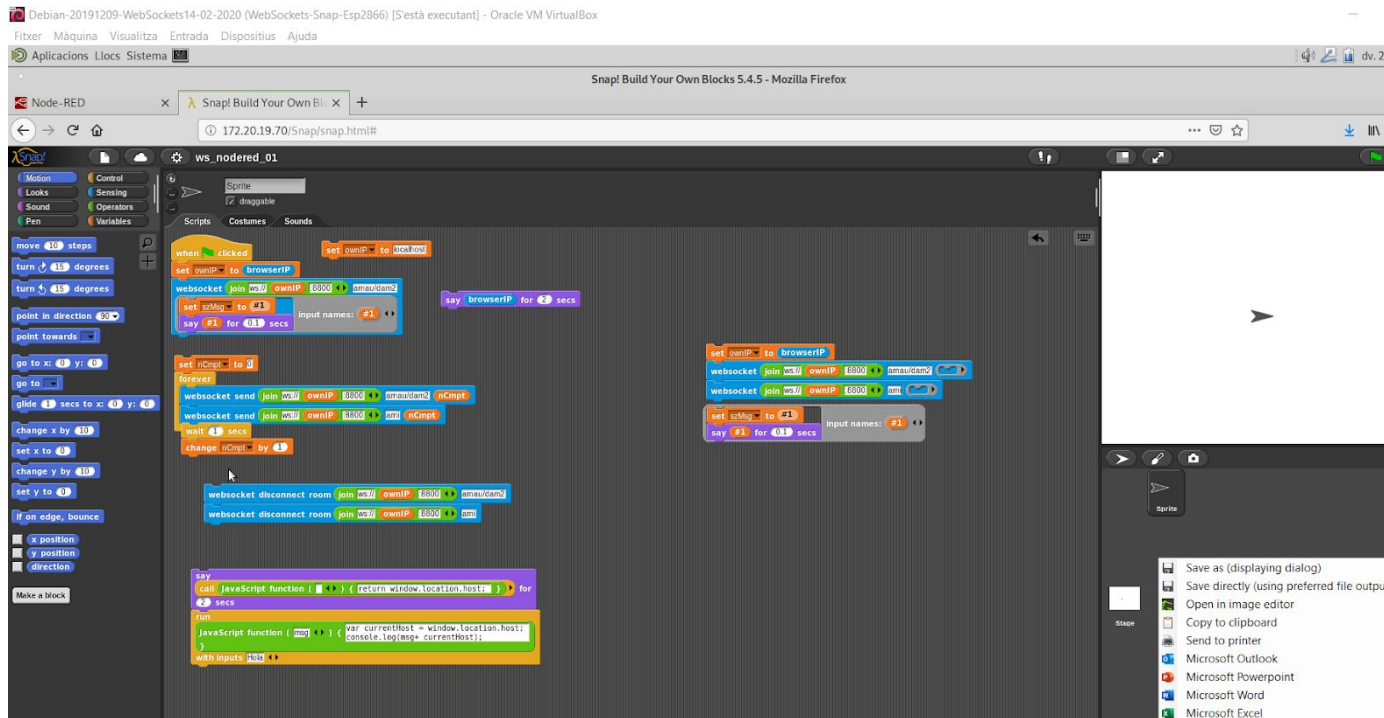 Debian-20191209-WebSockets14-02-2020 (WebSockets-Snap-Esp2866) [S'està executant] - Oracle VM VirtualBox
Fitxer Màquina Visualitza Entrada Dispositius Ajuda
Aplicacions Llocs Sistema
dv. 2
Snap! Build Your Own Blocks 5.4.5 - Mozilla Firefox
Node-RED
Snap! Build Your Own Bl
172.20.19.70/Snap/snap.html#
Snap!
ws_nodered_01
Motion Control
Looks Sensing
Sound Operators
Pen Variables
Sprite
draggable
Scripts Costumes Sounds
move 10 steps
turn 15 degrees
turn 15 degrees
point in direction 90
point towards
go to x: 0 y: 0
go to
glide 1 secs to x: 0 y: 0
change x by 10
set x to 0
change y by 10
set y to 0
if on edge, bounce
x position
y position
direction
Make a block
when clicked
set ownIP to browserIP
websocket join ws:// ownIP :8800 arnau/dam2
set szMsg to #1
say #1 for 0.1 secs
input names: #1
set ownIP to localhost
say browserIP for 2 secs
set nCmpt to 0
forever
websocket send join ws:// ownIP :8800 arnau/dam2 nCmpt
websocket send join ws:// ownIP :8800 ami nCmpt
wait 1 secs
change nCmpt by 1
websocket disconnect room join ws:// ownIP :8800 arnau/dam2
websocket disconnect room join ws:// ownIP :8800 ami
say
call JavaScript function ( ) { return window.location.host; } for
2 secs
run
JavaScript function ( msg ) { var currentHost = window.location.host;
console.log(msg+ currentHost);
}
with inputs Hola
set ownIP to browserIP
websocket join ws:// ownIP :8800 arnau/dam2
websocket join ws:// ownIP :8800 ami
set szMsg to #1
say #1 for 0.1 secs
input names: #1
Sprite
Stage
Save as (displaying dialog)
Save directly (using preferred file outpu
Open in image editor
Copy to clipboard
Send to printer
Microsoft Outlook
Microsoft Powerpoint
Microsoft Word
Microsoft Excel